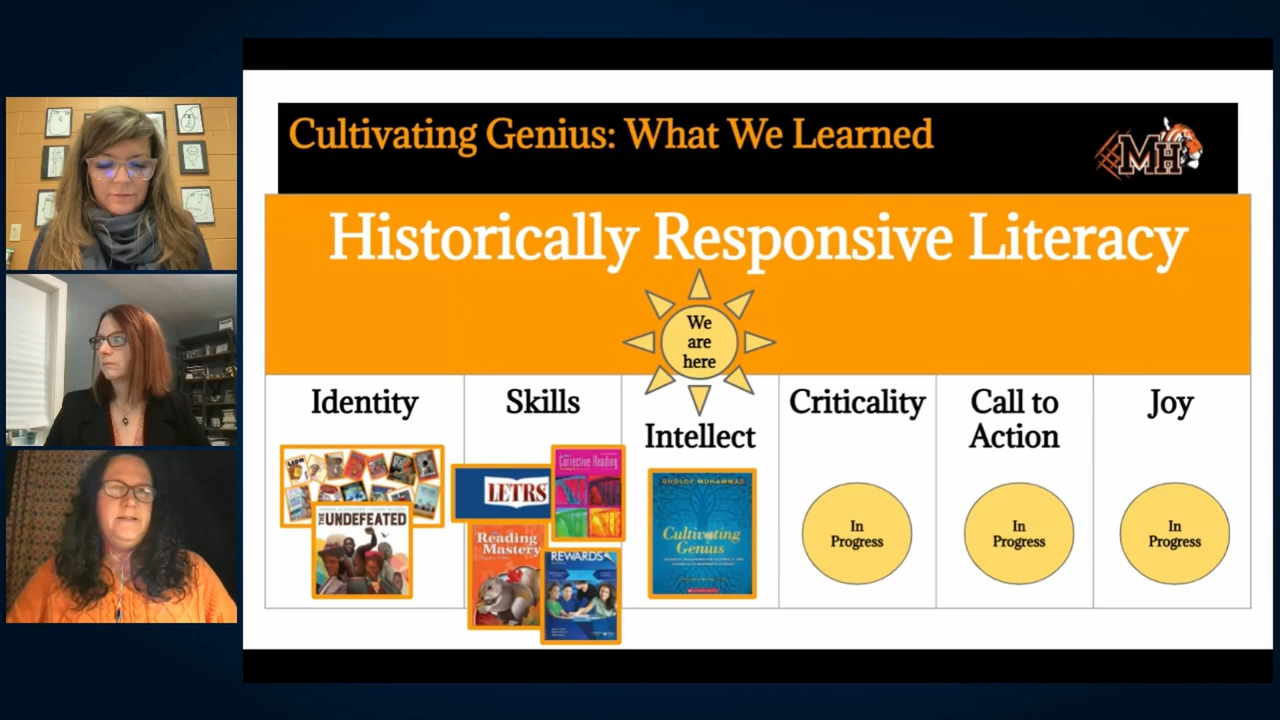 Cultivating Genius: What We Learned
MH
Historically Responsive Literacy
We
are
here
Identity
Skills
Intellect
Criticality
Call to
Action
Joy
THE UNDEFEATED
LETRS
Corrective Reading
Reading
Mastery
REWARDS
GHOLDY MUHAMMAD
Cultivating
Genius
SCHOLASTIC
In
Progress
In
Progress
In
Progress